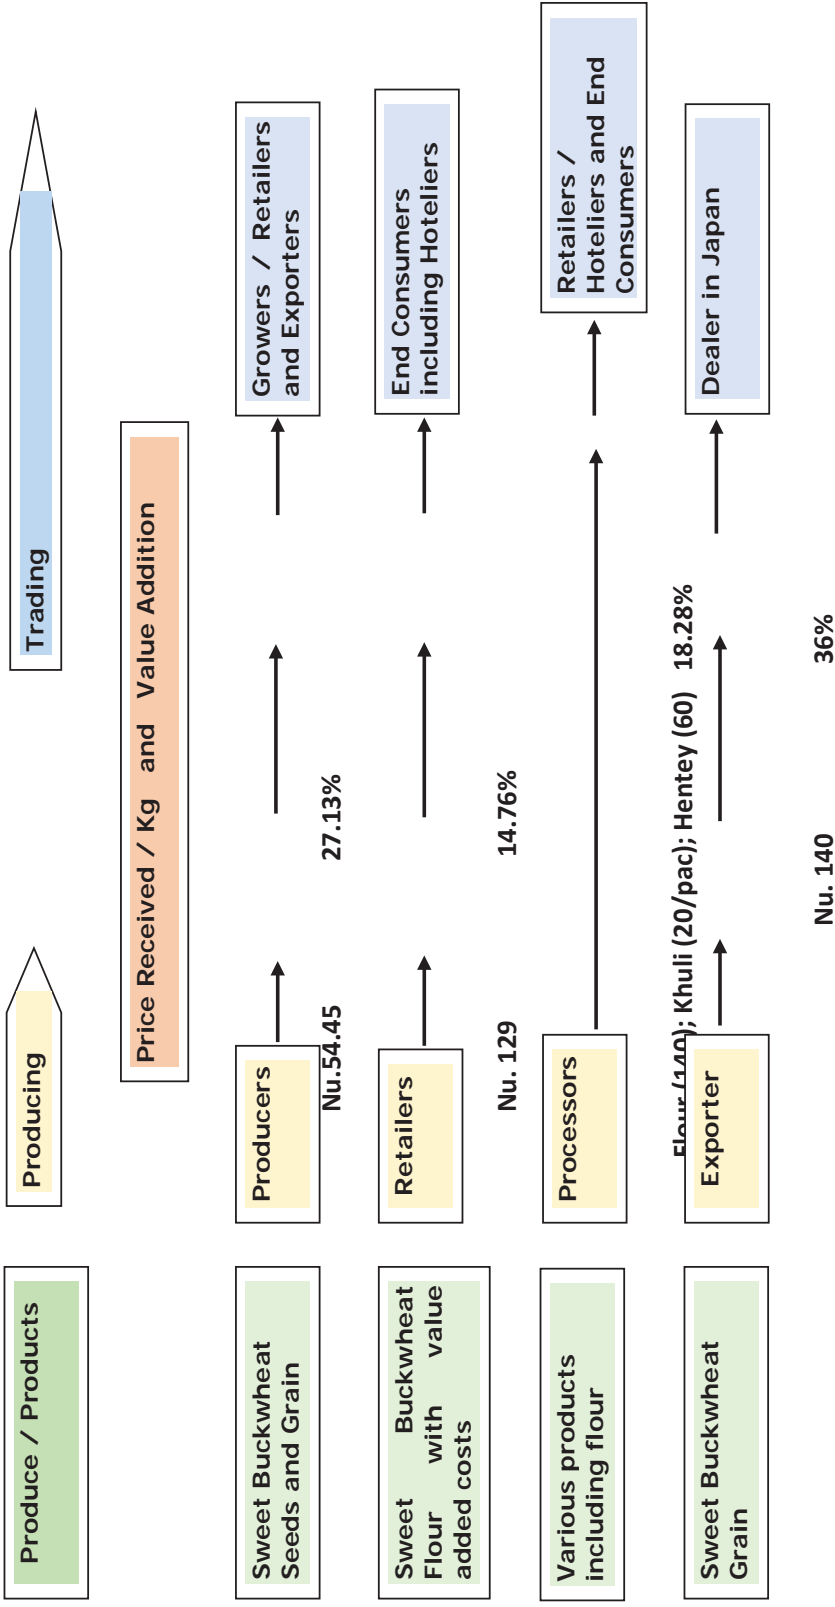 Produce / Products
Producing
Trading
Price Received / Kg and Value Addition
Sweet Buckwheat
Seeds and Grain
Producers
Nu.54.45
27.13%
Growers / Retailers
and Exporters
Sweet Buckwheat
Flour with value
added costs
Retailers
Nu. 129
14.76%
End Consumers
including Hoteliers
Various products
including flour
Processors
Flour (140); Khuli (20/pac); Hentey (60) 18.28%
Retailers /
Hoteliers and End
Consumers
Sweet Buckwheat
Grain
Exporter
Nu. 140
36%
Dealer in Japan